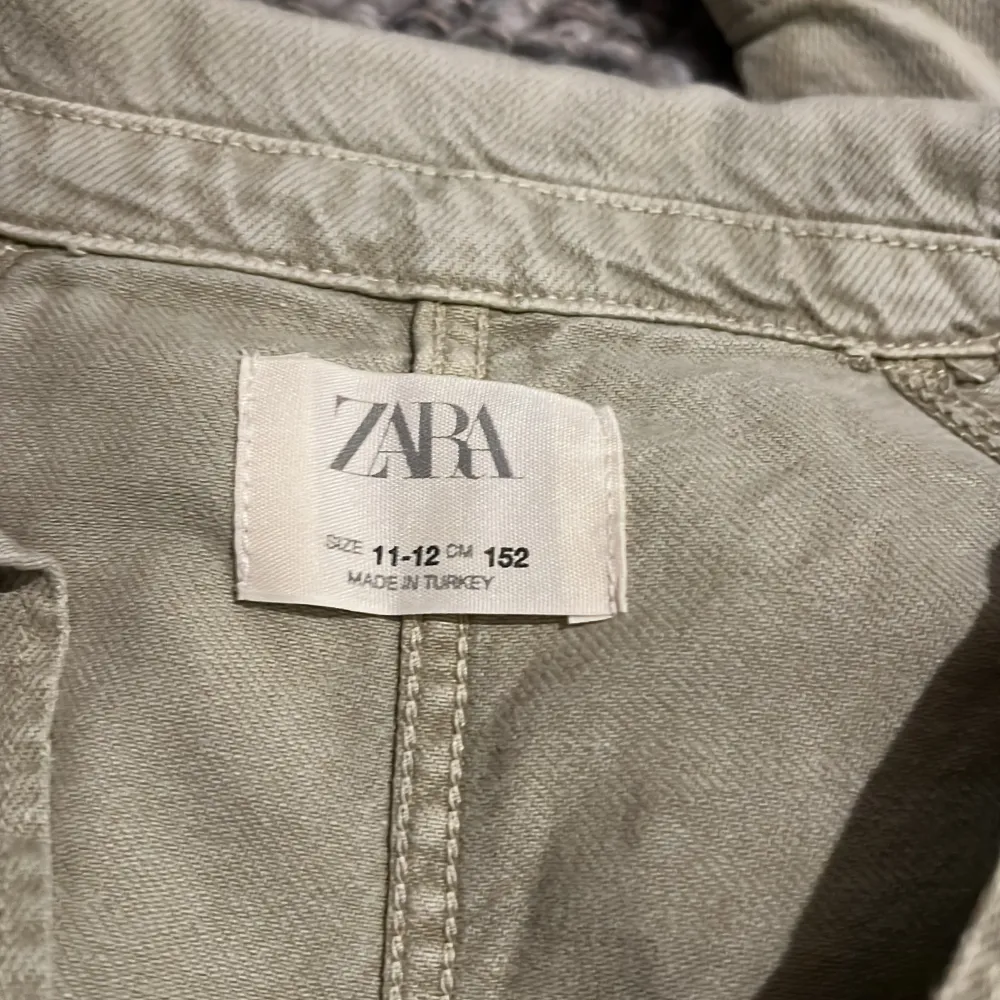 ZARA
SIZE 11-12 CM 152
MADE IN TURKEY